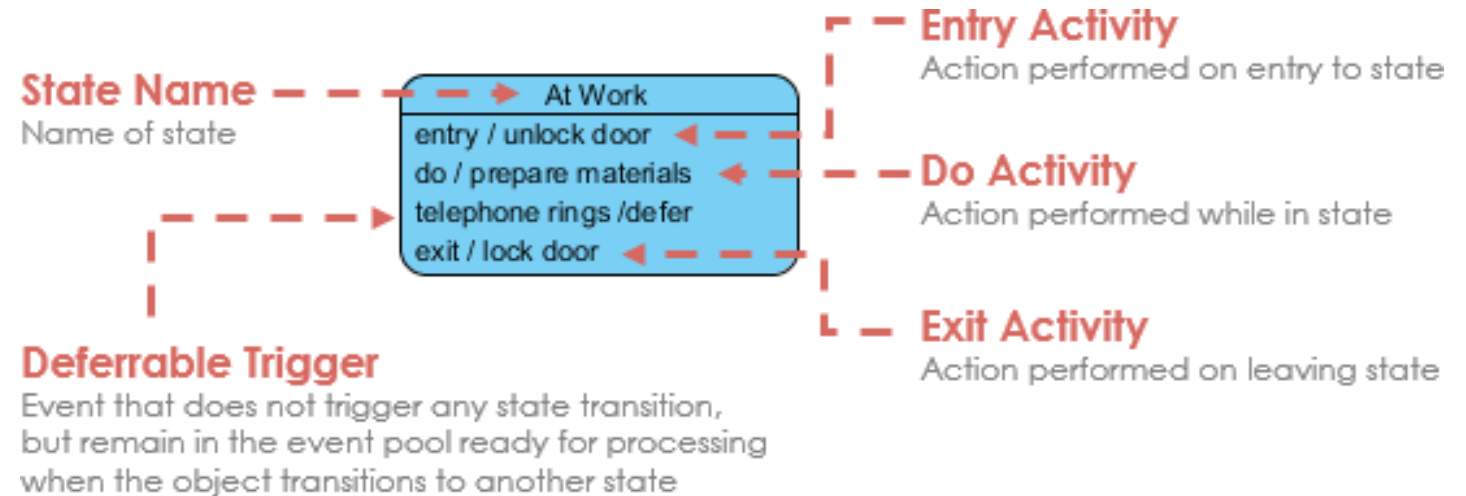 State Name
Name of state
At Work
entry / unlock door
do / prepare materials
telephone rings /defer
exit / lock door
Entry Activity
Action performed on entry to state
Do Activity
Action performed while in state
Exit Activity
Action performed on leaving state
Deferrable Trigger
Event that does not trigger any state transition,
but remain in the event pool ready for processing
when the object transitions to another state